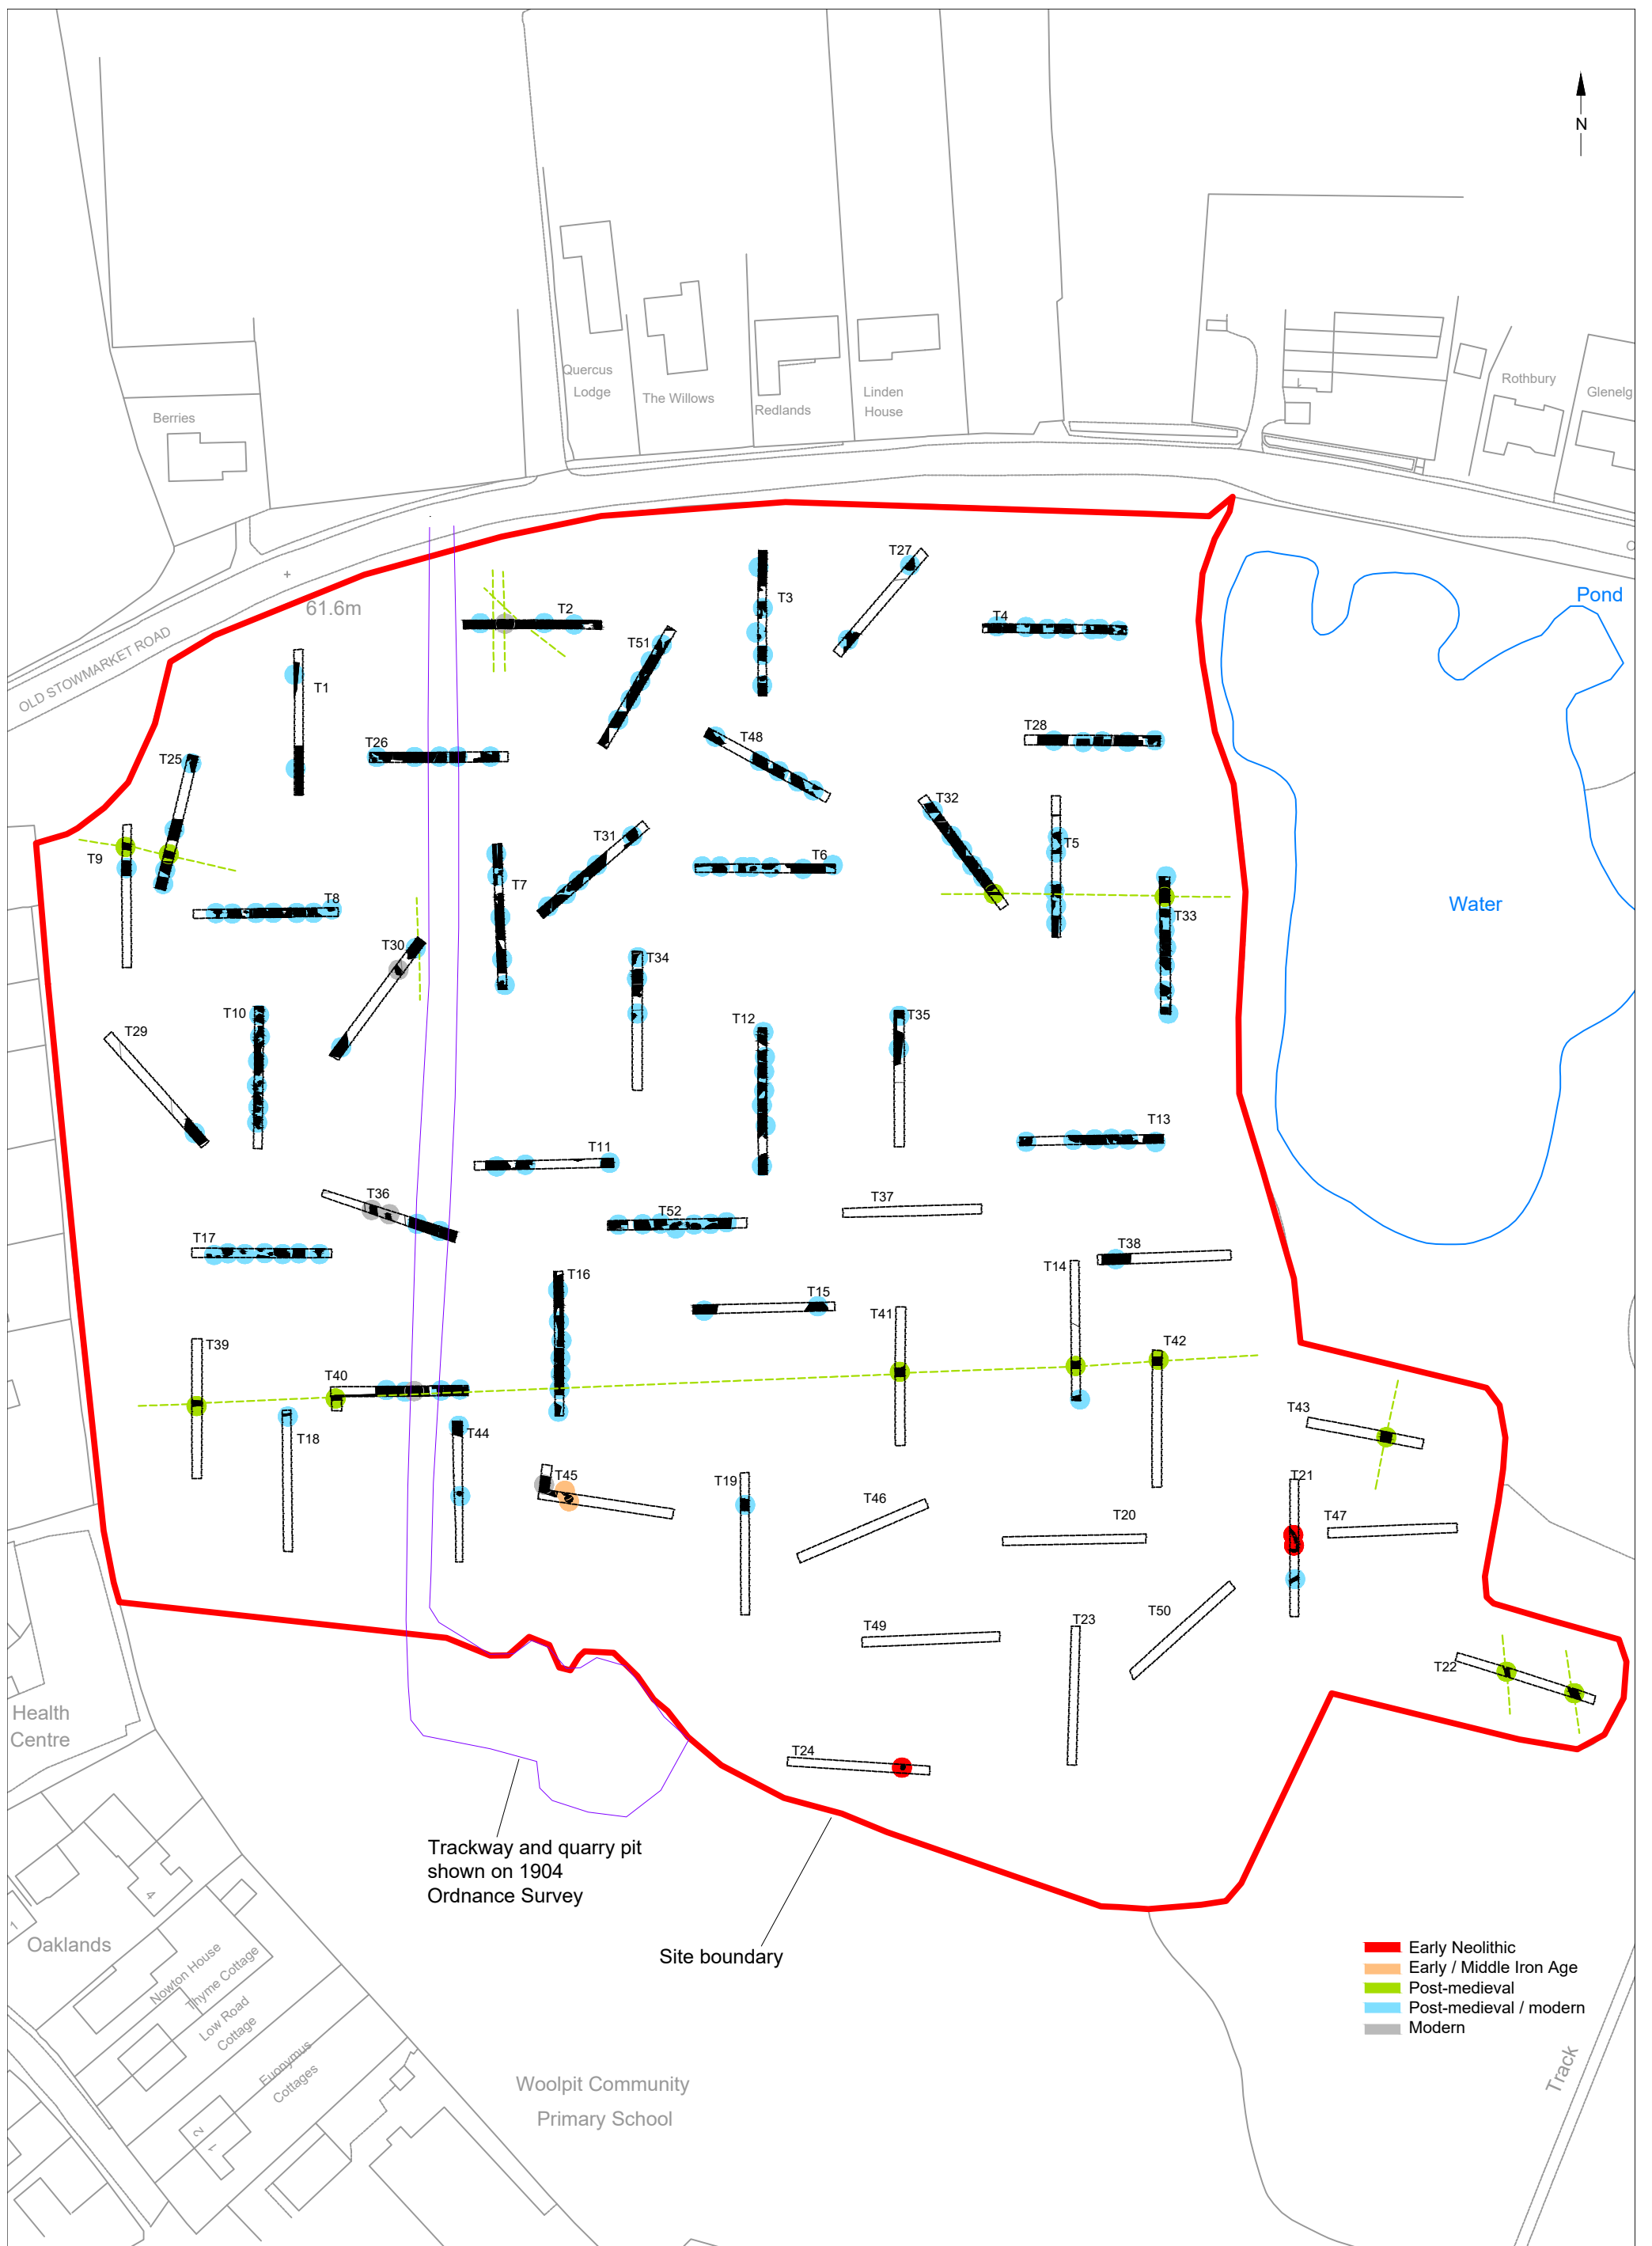 N
Quercus
Lodge
The Willows
Redlands
Linden
House
Rothbury
Glenelg
Berries
OLD STOWMARKET ROAD
61.6m
Pond
Water
T27
T3
T2
T4
T51
T1
T26
T48
T28
T25
T32
T31
T5
T9
T7
T6
T8
T33
T30
T34
T10
T12
T35
T29
T13
T11
T36
T52
T37
T17
T38
T14
T16
T15
T41
T39
T42
T40
T43
T18
T44
T45
T19
T21
T46
T20
T47
T50
T49
T23
T22
T24
Health
Centre
Trackway and quarry pit
shown on 1904
Ordnance Survey
Site boundary
4
1
Oaklands
Nowton House
Thyme Cottage
Low Road
Cottage
Euonymus
Cottages
2
1
Woolpit Community
Primary School
Early Neolithic
Early / Middle Iron Age
Post-medieval
Post-medieval / modern
Modern
Track